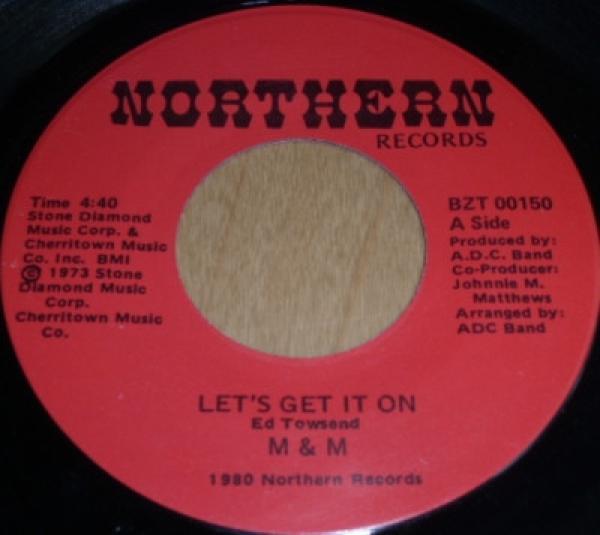 NORTHERN
RECORDS
Time 4:40
Stone Diamond
Music Corp. &
Cherritown Music
Co. Inc. BMI
© 1973 Stone
Diamond Music
Corp.
Cherritown Music
Co.
BZT 00150
A Side
Produced by:
A.D.C. Band
Co-Producer:
Johnnie M.
Matthews
Arranged by:
ADC Band
LET'S GET IT ON
Ed Towsend
M & M
1980 Northern Records